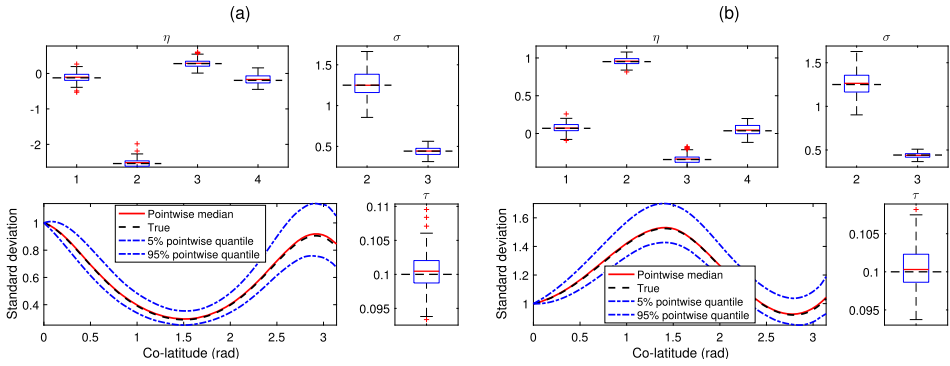 (a)
η
σ
0
-1
-2
1 2 3 4
1.5
1
0.5
2 3
Standard deviation
1
0.8
0.6
0.4
0 0.5 1 1.5 2 2.5 3
Co-latitude (rad)
Pointwise median
True
5% pointwise quantile
95% pointwise quantile
τ
0.11
0.105
0.1
0.095
(b)
η
σ
1
0.5
0
1 2 3 4
1.5
1
0.5
2 3
Standard deviation
1.6
1.4
1.2
1
0 0.5 1 1.5 2 2.5 3
Co-latitude (rad)
Pointwise median
True
5% pointwise quantile
95% pointwise quantile
τ
0.105
0.1
0.095